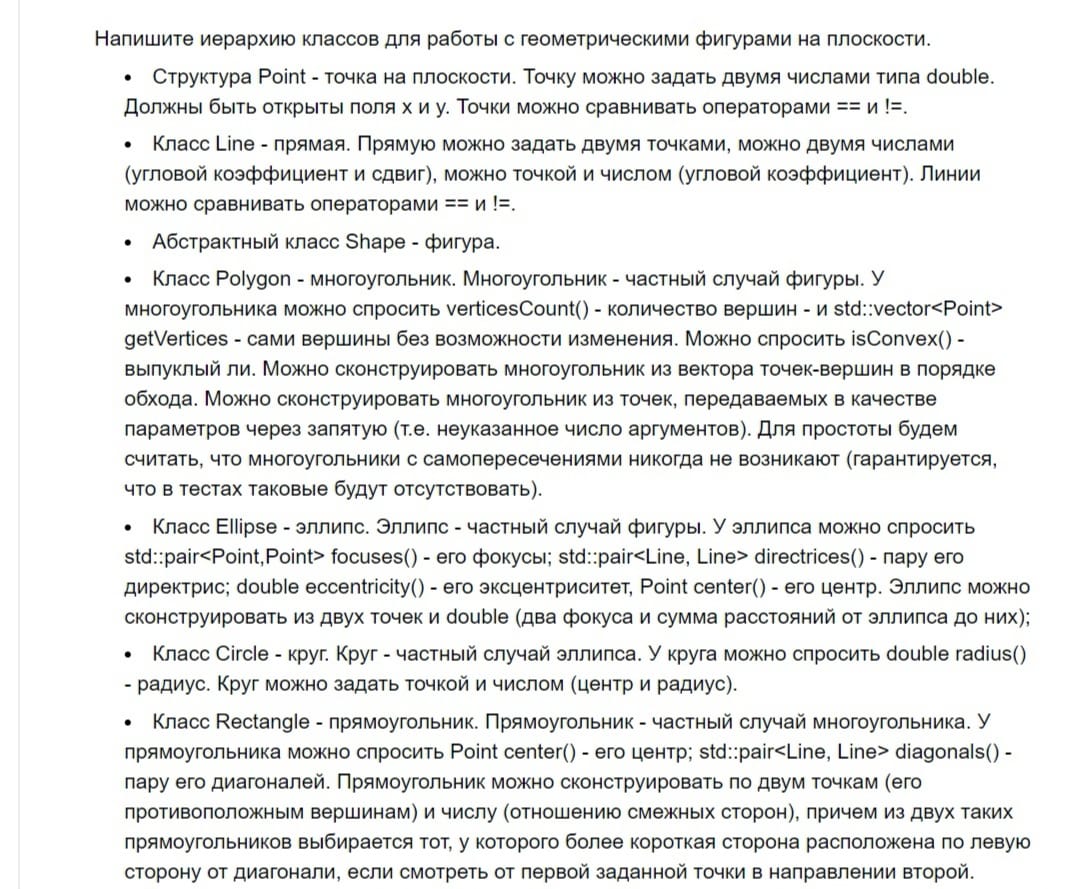 Напишите иерархию классов для работы с геометрическими фигурами на плоскости.
• Структура Point - точка на плоскости. Точку можно задать двумя числами типа double.
Должны быть открыты поля x и y. Точки можно сравнивать операторами == и !=.
• Класс Line - прямая. Прямую можно задать двумя точками, можно двумя числами
(угловой коэффициент и сдвиг), можно точкой и числом (угловой коэффициент). Линии
можно сравнивать операторами == и !=.
• Абстрактный класс Shape - фигура.
• Класс Polygon - многоугольник. Многоугольник - частный случай фигуры. У
многоугольника можно спросить verticesCount() - количество вершин - и std::vector<Point>
getVertices - сами вершины без возможности изменения. Можно спросить isConvex() -
выпуклый ли. Можно сконструировать многоугольник из вектора точек-вершин в порядке
обхода. Можно сконструировать многоугольник из точек, передаваемых в качестве
параметров через запятую (т.е. неуказанное число аргументов). Для простоты будем
считать, что многоугольники с самопересечениями никогда не возникают (гарантируется,
что в тестах таковые будут отсутствовать).
• Класс Ellipse - эллипс. Эллипс - частный случай фигуры. У эллипса можно спросить
std::pair<Point,Point> focuses() - его фокусы; std::pair<Line, Line> directrices() - пару его
директрис; double eccentricity() - его эксцентриситет, Point center() - его центр. Эллипс можно
сконструировать из двух точек и double (два фокуса и сумма расстояний от эллипса до них);
• Класс Circle - круг. Круг - частный случай эллипса. У круга можно спросить double radius()
- радиус. Круг можно задать точкой и числом (центр и радиус).
• Класс Rectangle - прямоугольник. Прямоугольник - частный случай многоугольника. У
прямоугольника можно спросить Point center() - его центр; std::pair<Line, Line> diagonals() -
пару его диагоналей. Прямоугольник можно сконструировать по двум точкам (его
противоположным вершинам) и числу (отношению смежных сторон), причем из двух таких
прямоугольников выбирается тот, у которого более короткая сторона расположена по левую
сторону от диагонали, если смотреть от первой заданной точки в направлении второй.